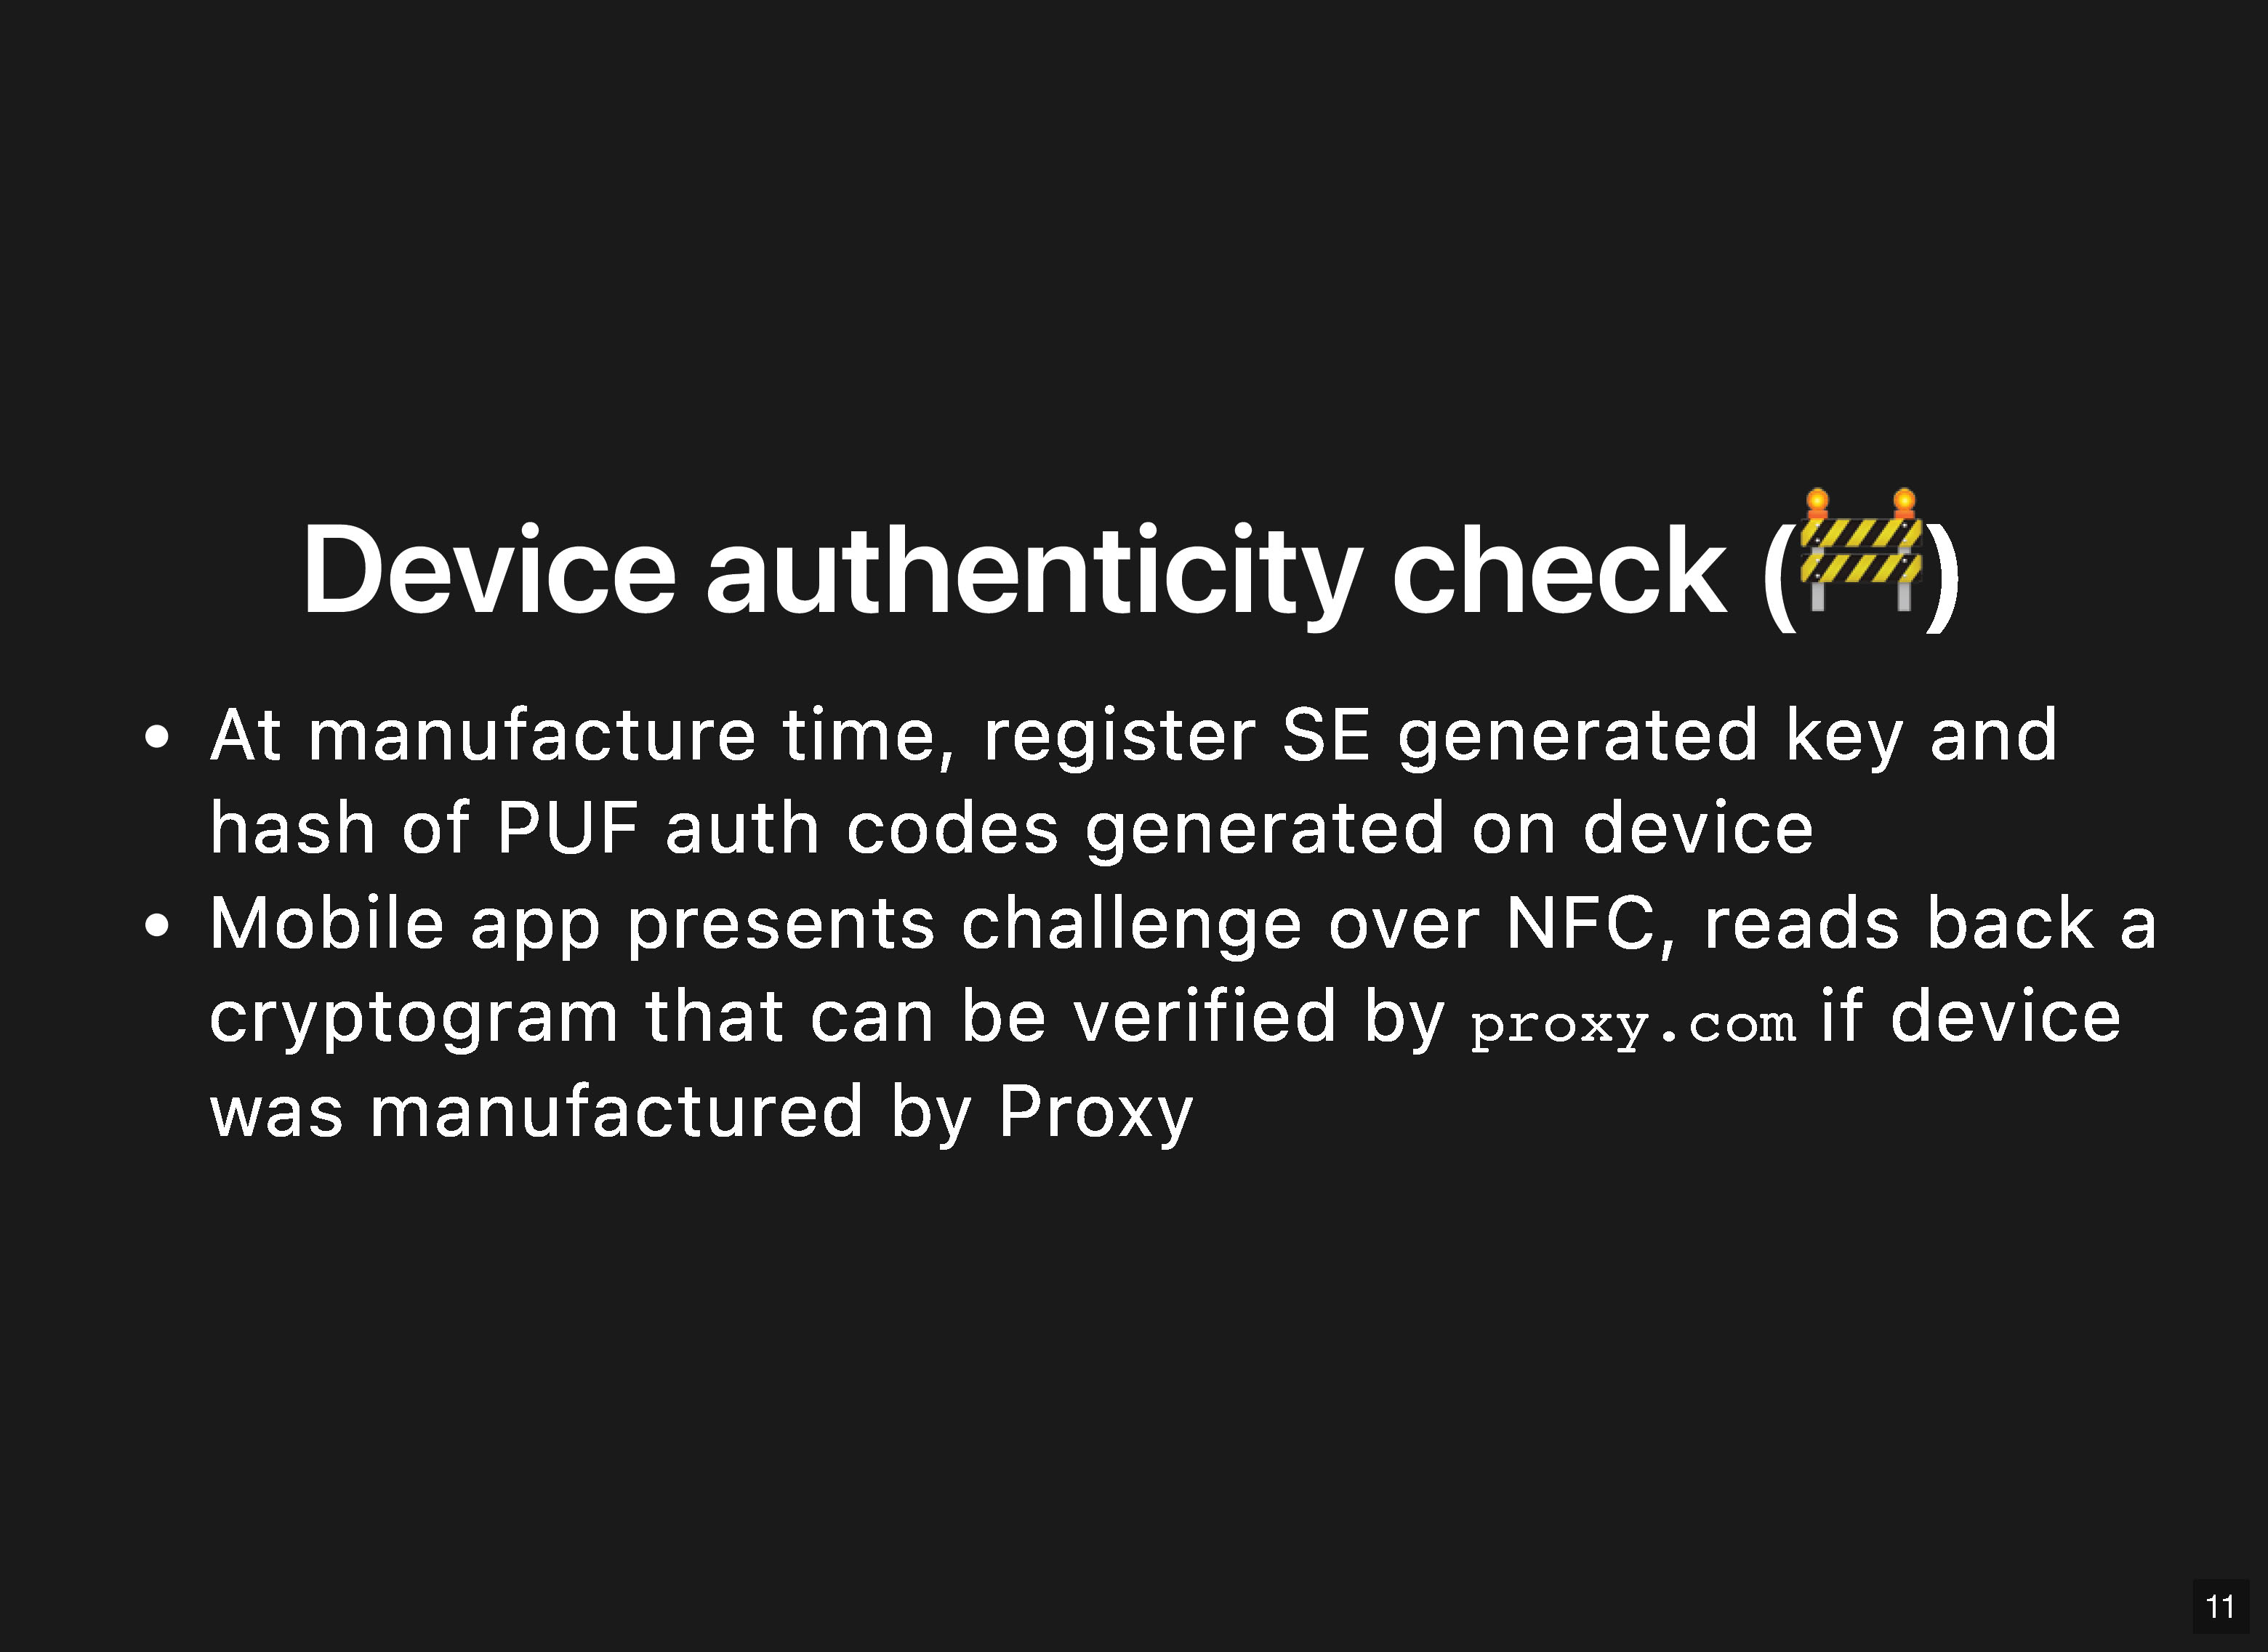 Device authenticity check (🚧)
• At manufacture time, register SE generated key and
hash of PUF auth codes generated on device
• Mobile app presents challenge over NFC, reads back a
cryptogram that can be verified by proxy.com if device
was manufactured by Proxy
11